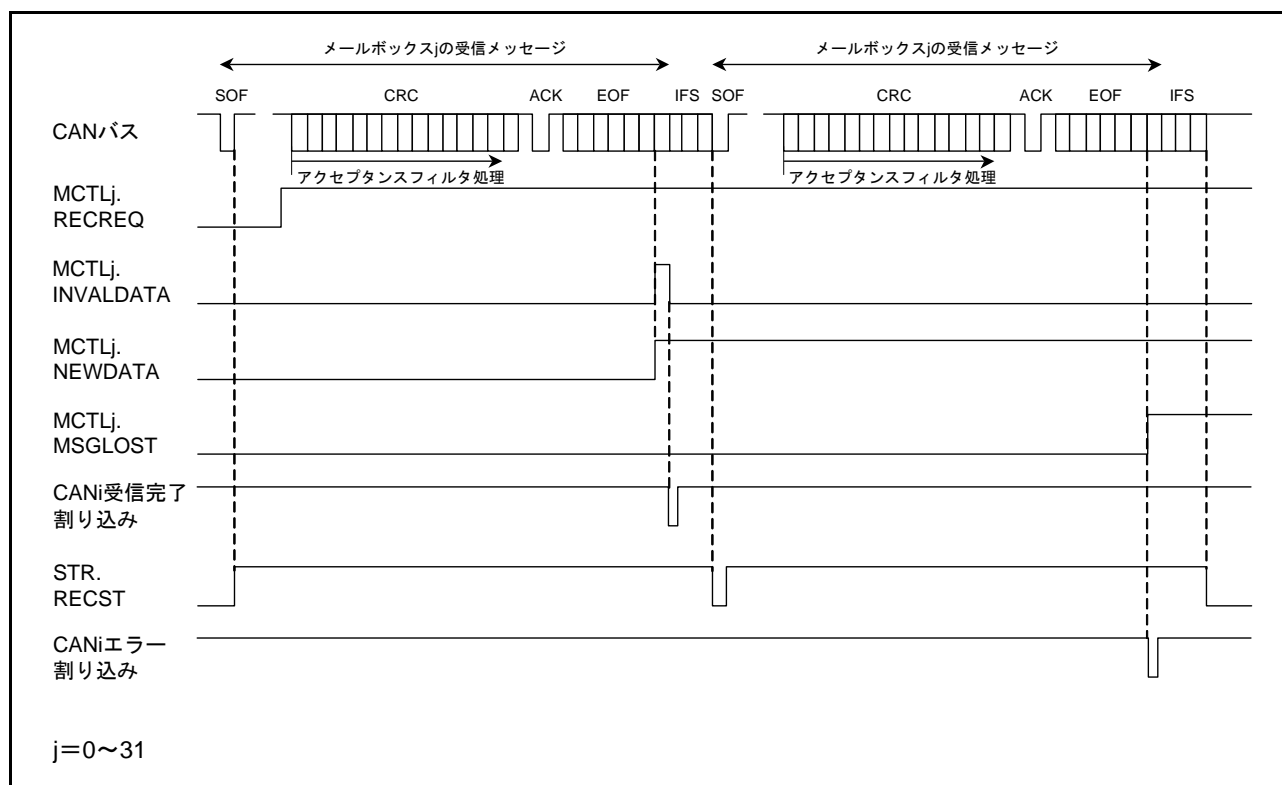 メールボックスjの受信メッセージ メールボックスjの受信メッセージ
SOF CRC ACK EOF IFS SOF CRC ACK EOF IFS
CANバス
アクセプタンスフィルタ処理 アクセプタンスフィルタ処理
MCTLj.
RECREQ
MCTLj.
INVALDATA
MCTLj.
NEWDATA
MCTLj.
MSGLOST
CANi受信完了
割り込み
STR.
RECST
CANiエラー
割り込み
j=0〜31